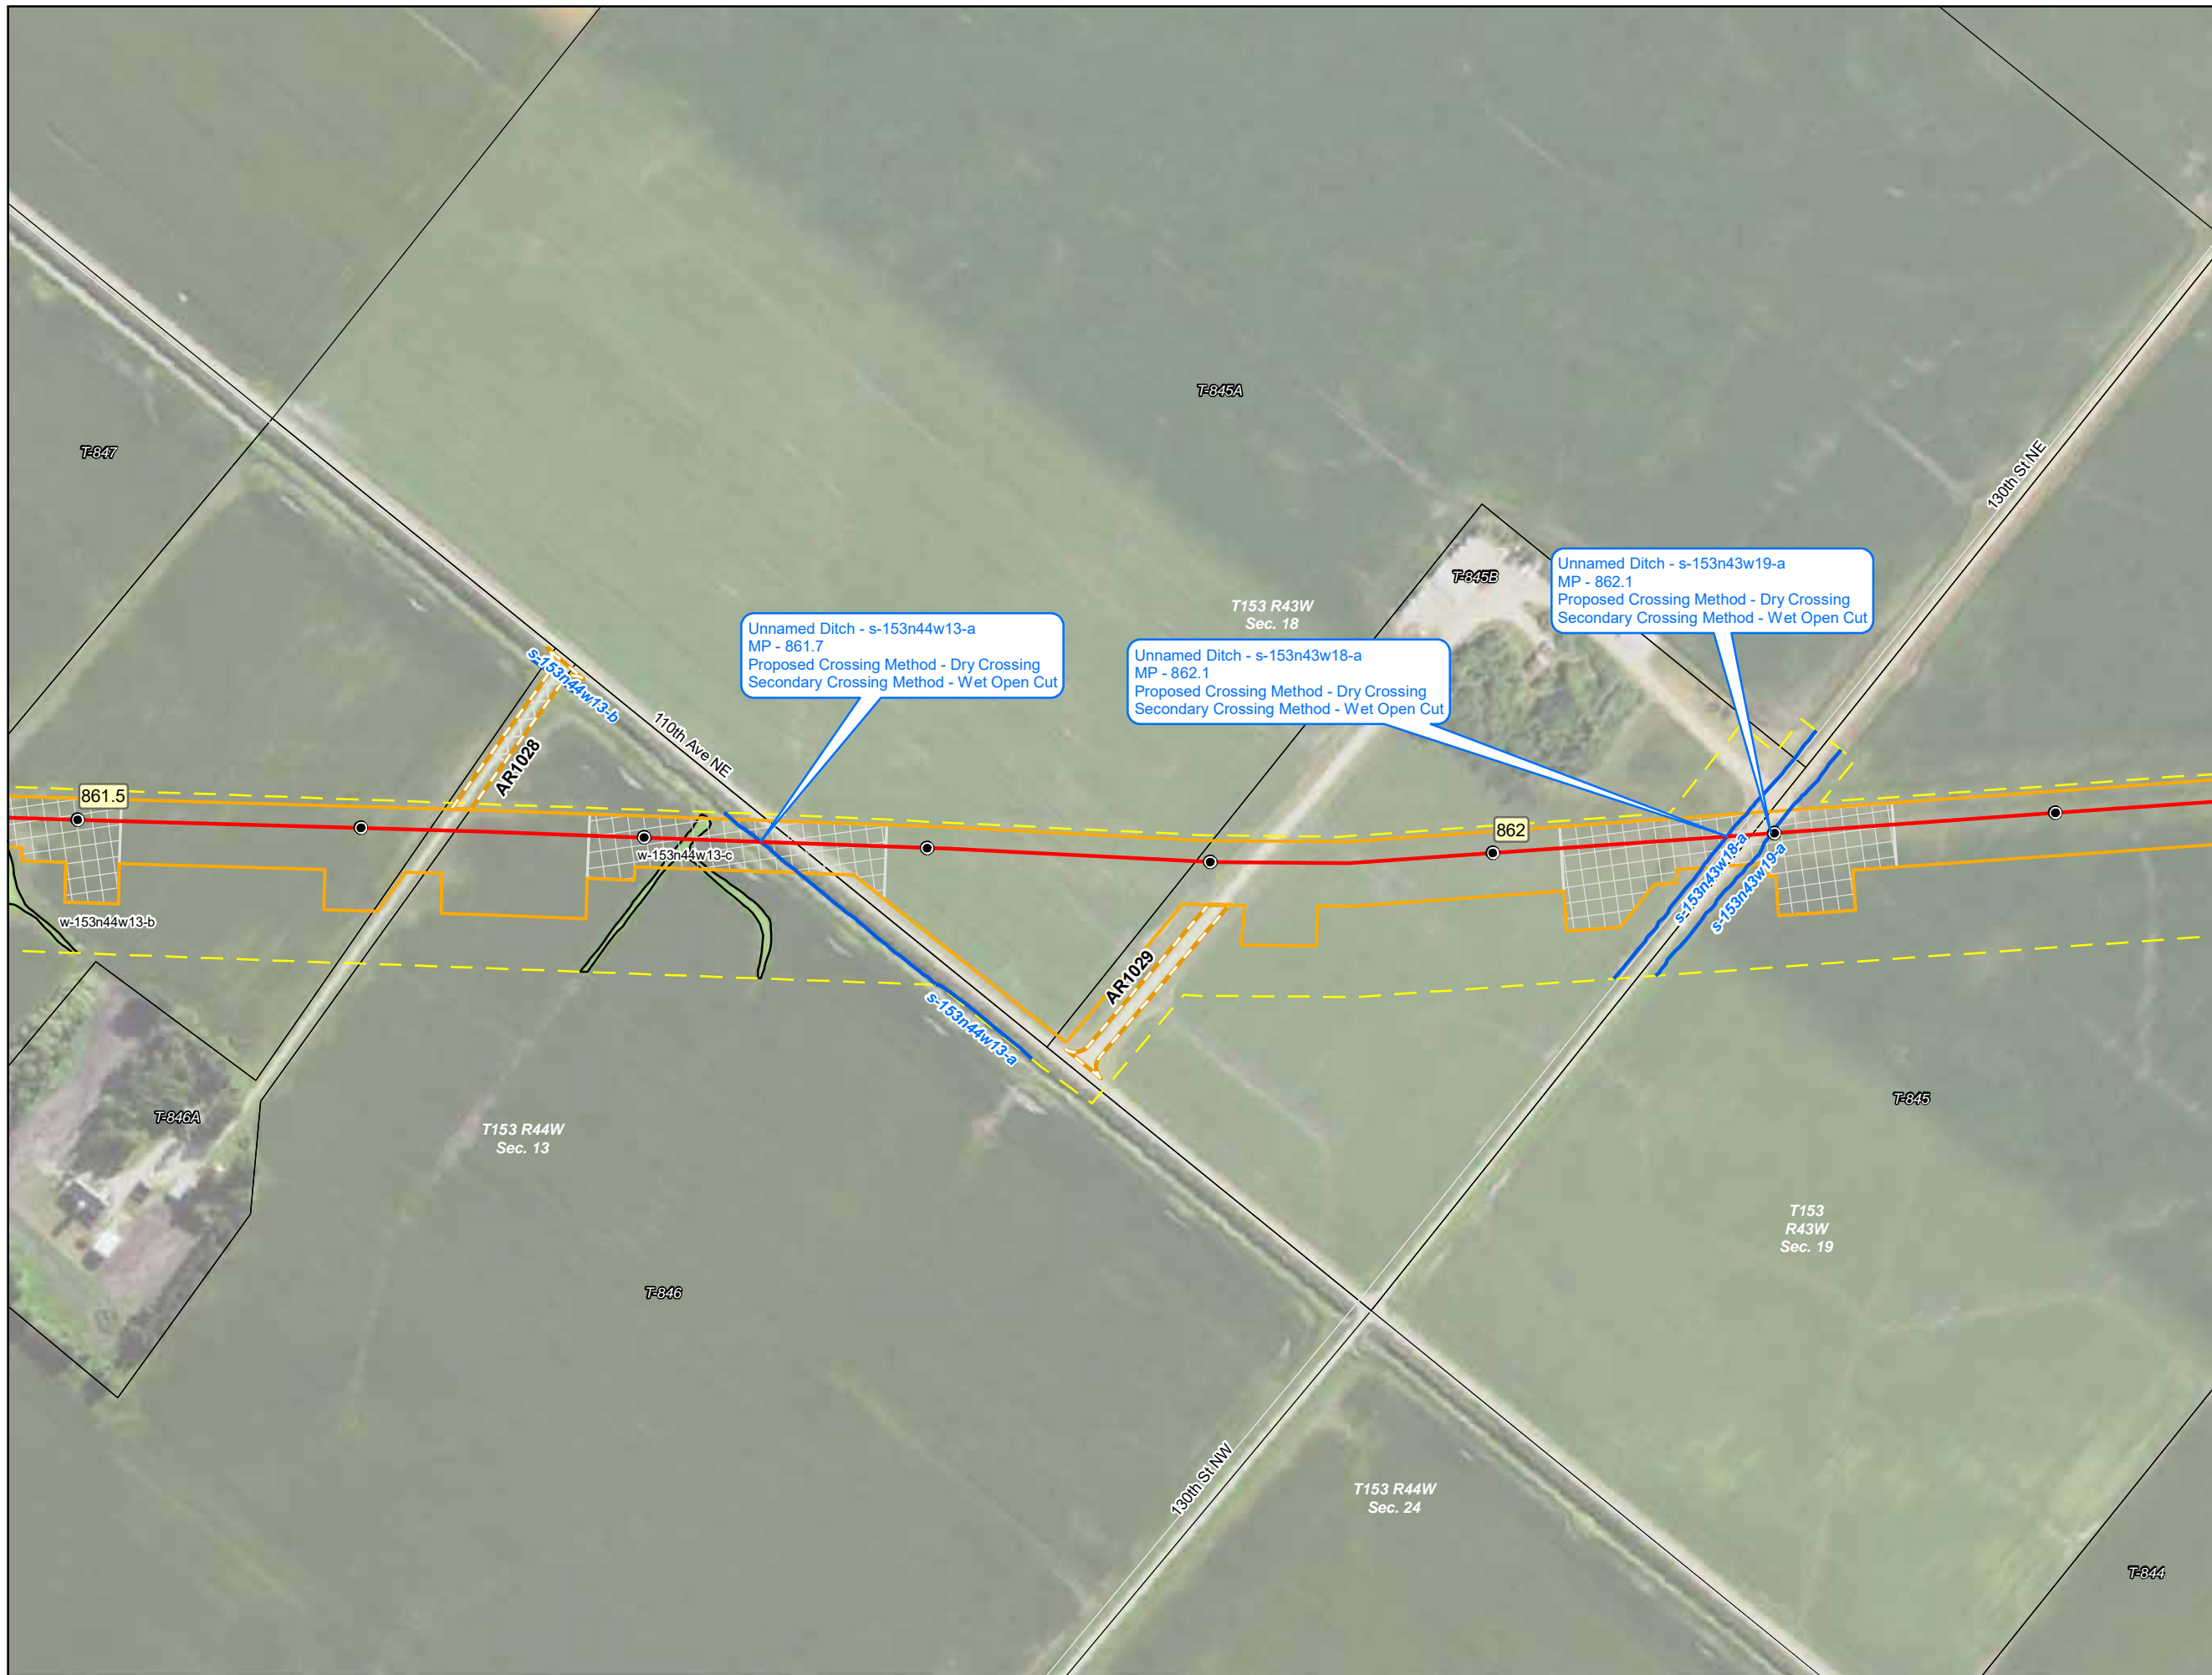 T-845A
T-847
130th St NE
Unnamed Ditch - s-153n43w19-a
MP - 862.1
Proposed Crossing Method - Dry Crossing
Secondary Crossing Method - Wet Open Cut
T-845B
T153 R43W
Sec. 18
Unnamed Ditch - s-153n44w13-a
MP - 861.7
Proposed Crossing Method - Dry Crossing
Secondary Crossing Method - Wet Open Cut
Unnamed Ditch - s-153n43w18-a
MP - 862.1
Proposed Crossing Method - Dry Crossing
Secondary Crossing Method - Wet Open Cut
s-153n44w13-b
110th Ave NE
AR1028
861.5
862
w-153n44w13-c
s-153n43w18-a
s-153n43w19-a
w-153n44w13-b
AR1029
s-153n44w13-a
T-846A
T153 R44W
Sec. 13
T-845
T153
R43W
Sec. 19
T-846
130th St NW
T153 R44W
Sec. 24
T-844